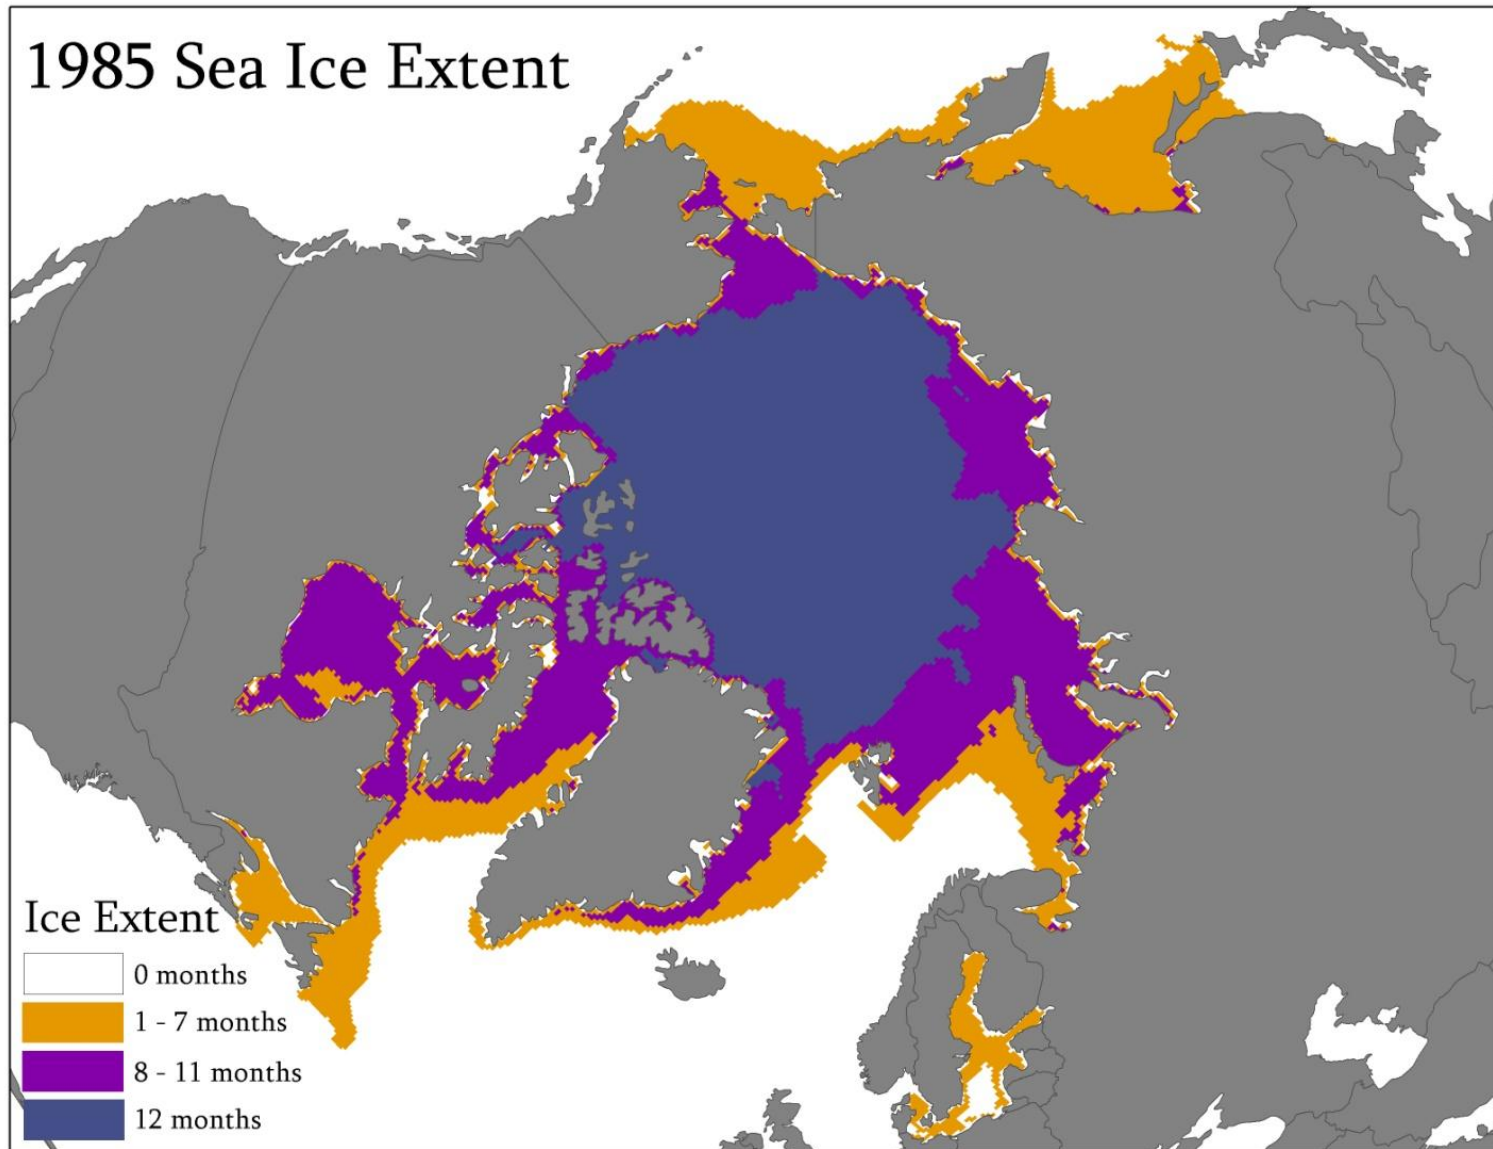 1985 Sea Ice Extent
Ice Extent
0 months
1 - 7 months
8 - 11 months
12 months